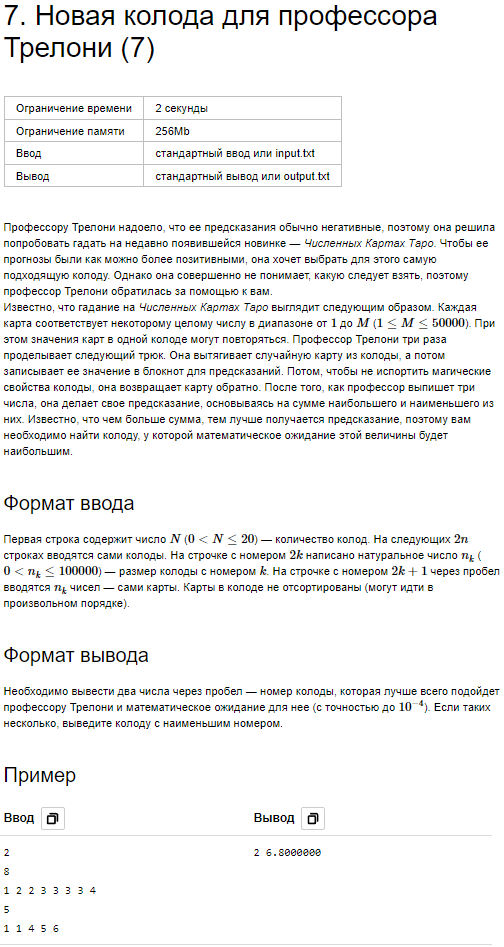 7. Новая колода для профессора
Трелони (7)
Ограничение времени 2 секунды
Ограничение памяти 256Mb
Ввод стандартный ввод или input.txt
Вывод стандартный вывод или output.txt
Профессору Трелони надоело, что ее предсказания обычно негативные, поэтому она решила
попробовать гадать на недавно появившейся новинке — Численных Картах Таро. Чтобы ее
прогнозы были как можно более позитивными, она хочет выбрать для этого самую
подходящую колоду. Однако она совершенно не понимает, какую следует взять, поэтому
профессор Трелони обратилась за помощью к вам.
Известно, что гадание на Численных Картах Таро выглядит следующим образом. Каждая
карта соответствует некоторому целому числу в диапазоне от 1 до M (1 ≤ M ≤ 50000). При
этом значения карт в одной колоде могут повторяться. Профессор Трелони три раза
проделывает следующий трюк. Она вытягивает случайную карту из колоды, а потом
записывает ее значение в блокнот для предсказаний. Потом, чтобы не испортить магические
свойства колоды, она возвращает карту обратно. После того, как профессор выпишет три
числа, она делает свое предсказание, основываясь на сумме наибольшего и наименьшего из
них. Известно, что чем больше сумма, тем лучше получается предсказание, поэтому вам
необходимо найти колоду, у которой математическое ожидание этой величины будет
наибольшим.
Формат ввода
Первая строка содержит число N (0 < N ≤ 20) — количество колод. На следующих 2n
строках вводятся сами колоды. На строчке с номером 2k написано натуральное число nₖ (
0 < nₖ ≤ 100000) — размер колоды с номером k. На строчке с номером 2k + 1 через пробел
вводятся nₖ чисел — сами карты. Карты в колоде не отсортированы (могут идти в
произвольном порядке).
Формат вывода
Необходимо вывести два числа через пробел — номер колоды, которая лучше всего подойдет
профессору Трелони и математическое ожидание для нее (с точностью до 10⁻⁴). Если таких
несколько, выведите колоду с наименьшим номером.
Пример
Ввод Вывод
2 2 6.8000000
8
1 2 2 3 3 3 3 4
5
1 1 4 5 6